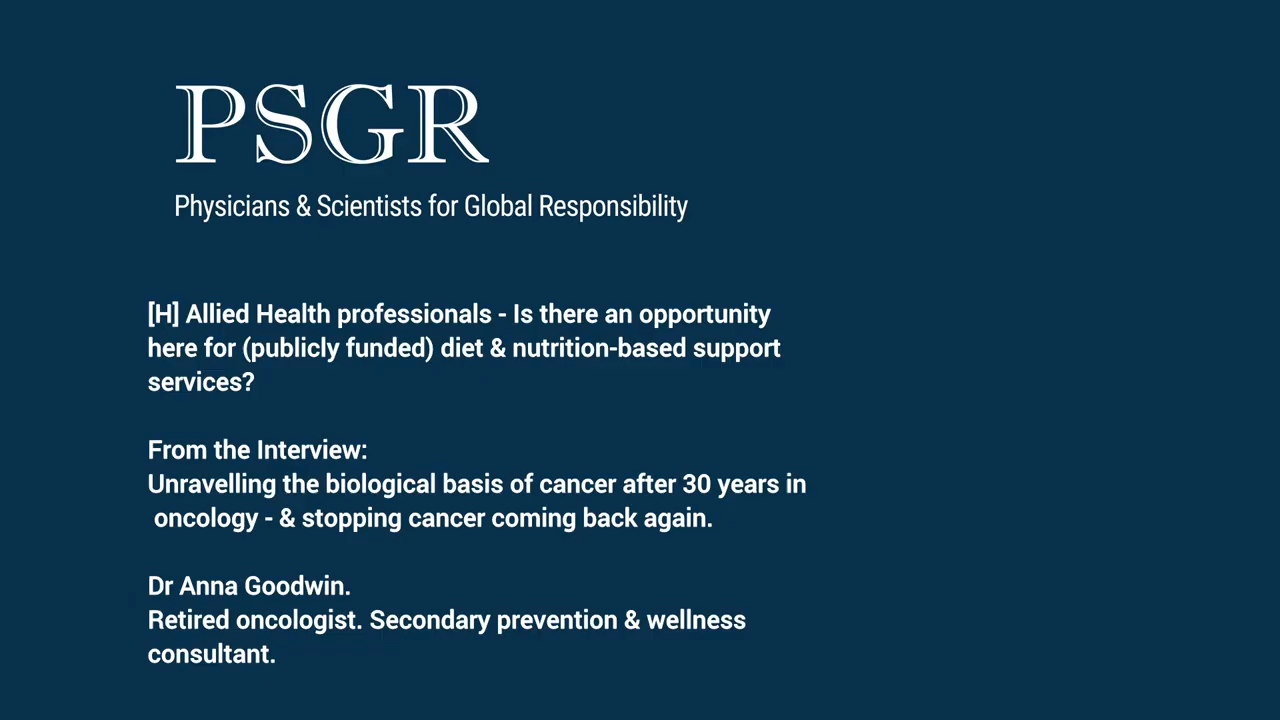 PSGR
Physicians & Scientists for Global Responsibility
[H] Allied Health professionals - Is there an opportunity
here for (publicly funded) diet & nutrition-based support
services?
From the Interview:
Unravelling the biological basis of cancer after 30 years in
oncology - & stopping cancer coming back again.
Dr Anna Goodwin.
Retired oncologist. Secondary prevention & wellness
consultant.